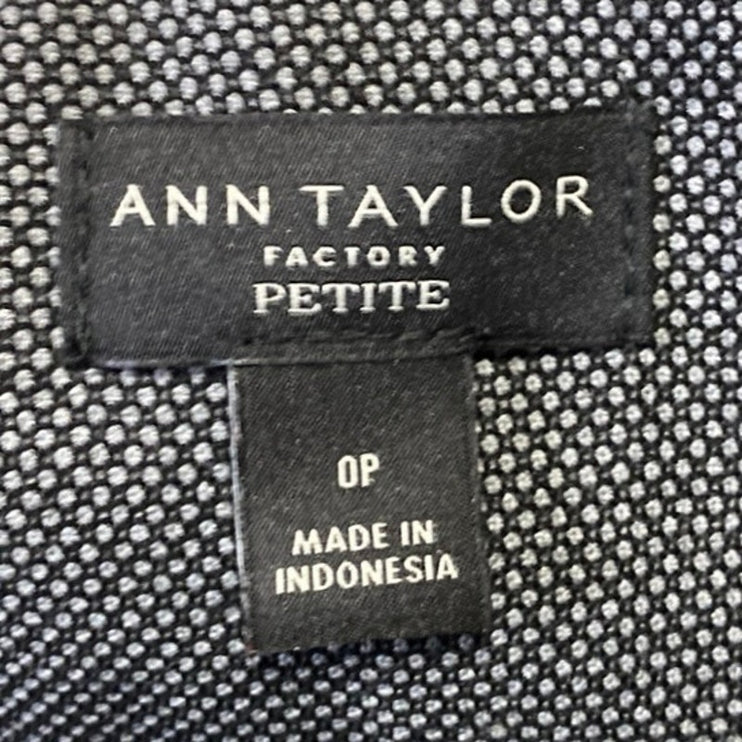 ANN TAYLOR
FACTORY
PETITE
0P
MADE IN
INDONESIA